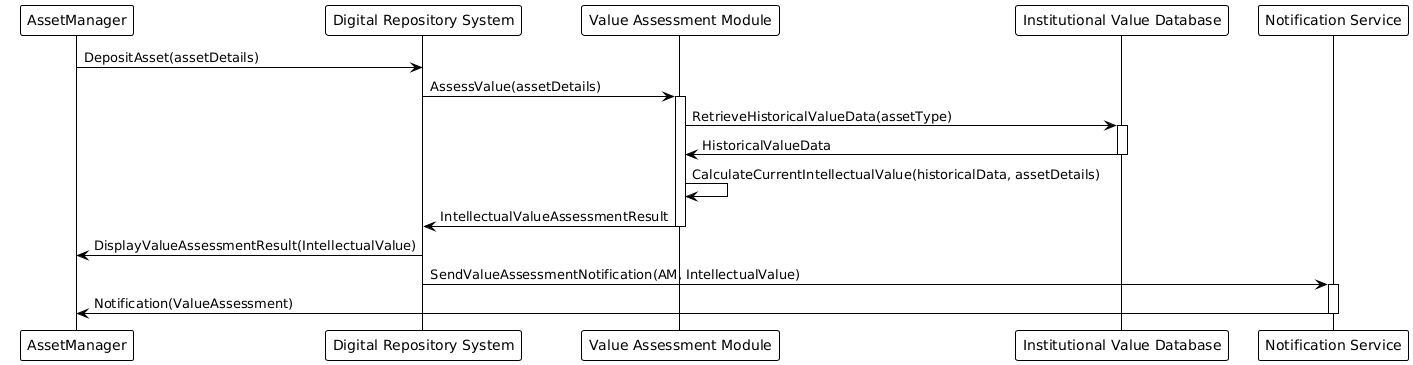 AssetManager
Digital Repository System
Value Assessment Module
Institutional Value Database
Notification Service
DepositAsset(assetDetails)
AssessValue(assetDetails)
RetrieveHistoricalValueData(assetType)
HistoricalValueData
CalculateCurrentIntellectualValue(historicalData, assetDetails)
IntellectualValueAssessmentResult
DisplayValueAssessmentResult(IntellectualValue)
SendValueAssessmentNotification(AM, IntellectualValue)
Notification(ValueAssessment)
AssetManager
Digital Repository System
Value Assessment Module
Institutional Value Database
Notification Service